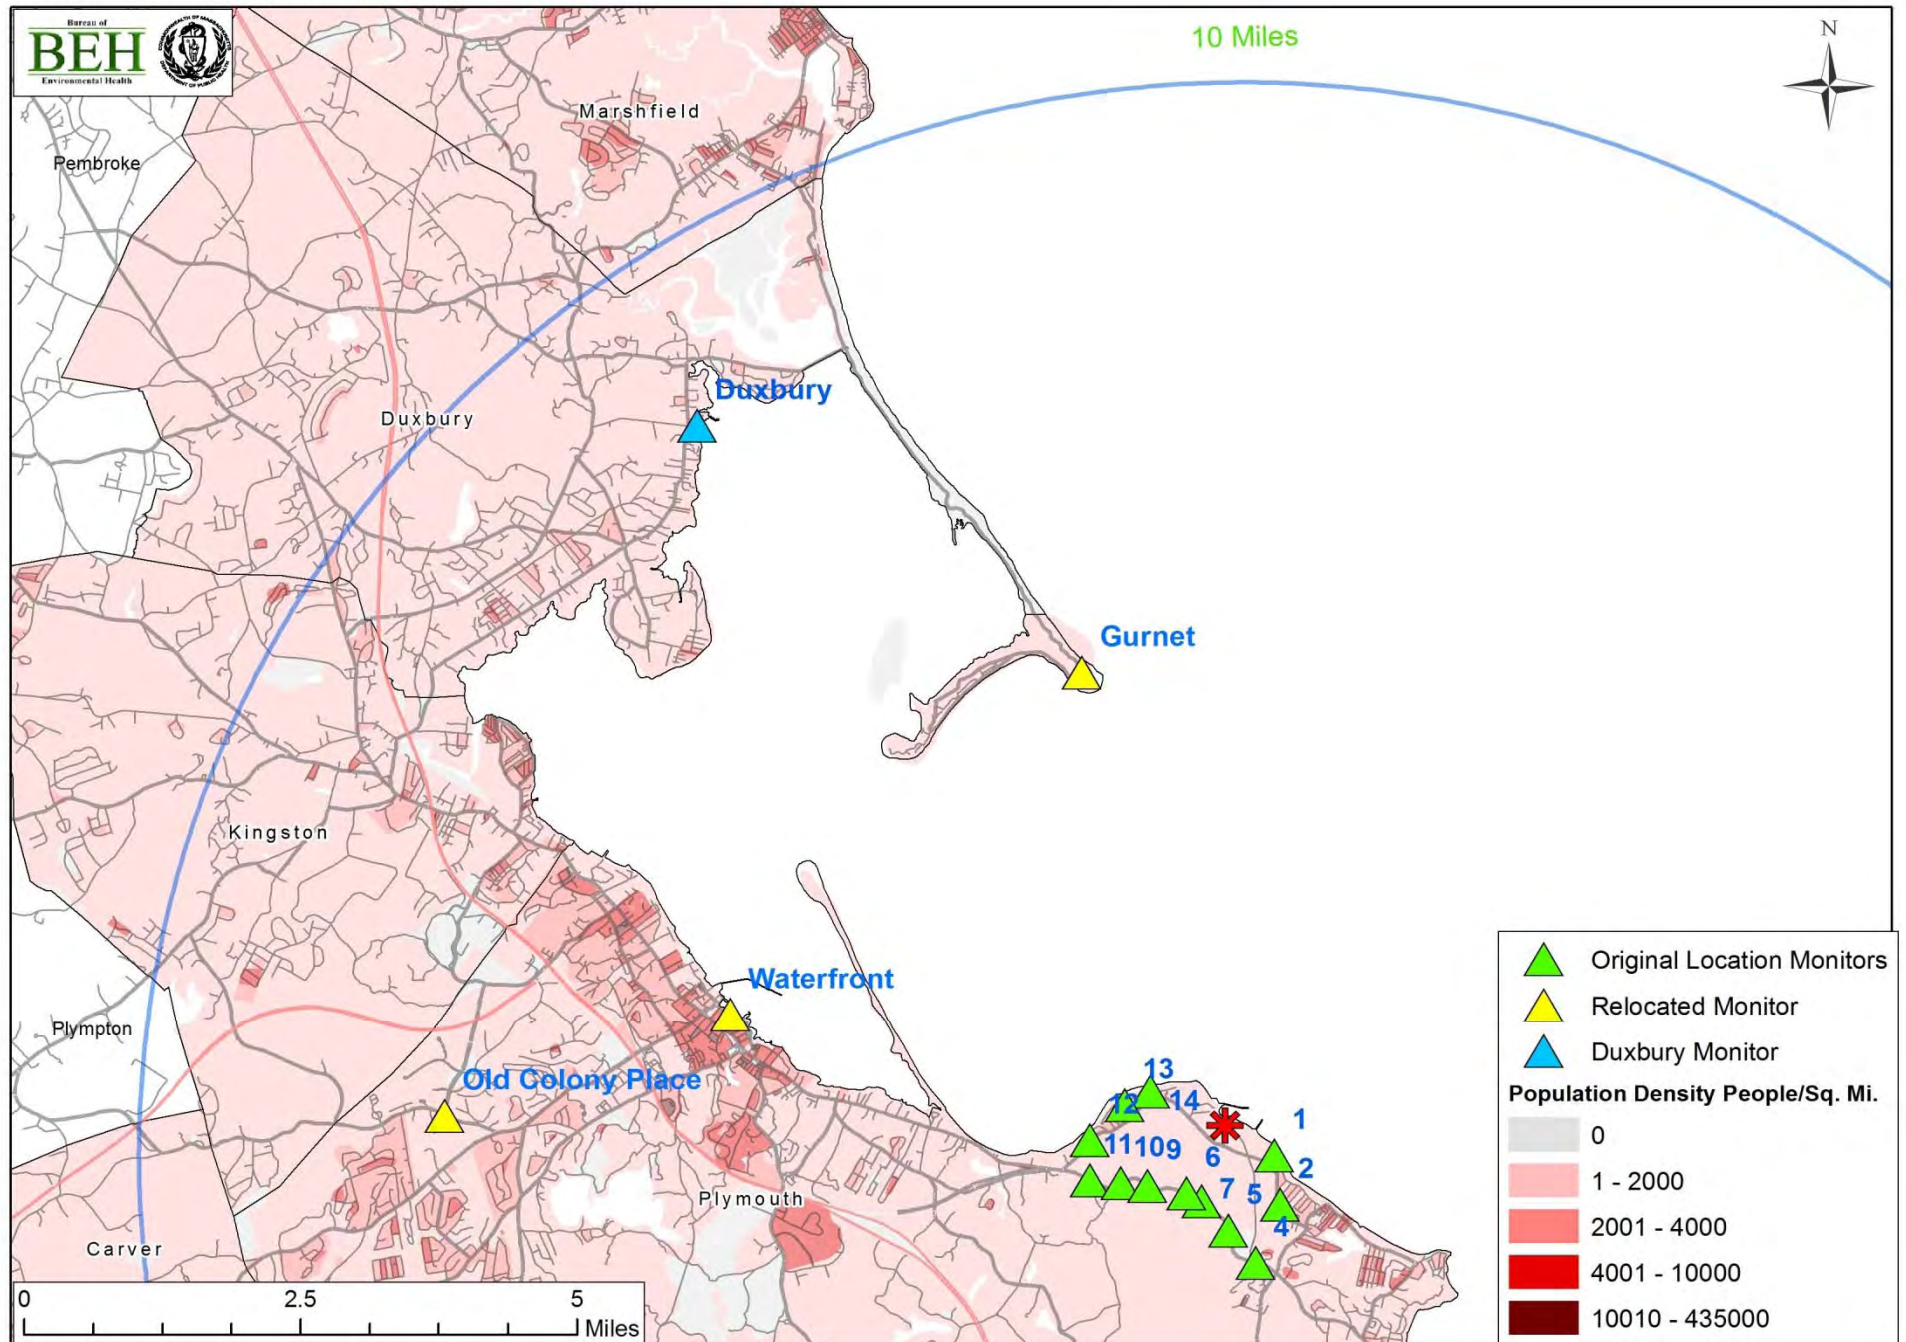 Bureau of
BEH
Environmental Health
10 Miles
N
Marshfield
Pembroke
Duxbury
Duxbury
Gurnet
Kingston
Waterfront
Plympton
Old Colony Place
13
12
14
1
11 10 9
6
2
7
5
Plymouth
4
Carver
0 2.5 5
Miles
Original Location Monitors
Relocated Monitor
Duxbury Monitor
Population Density People/Sq. Mi.
0
1 - 2000
2001 - 4000
4001 - 10000
10010 - 435000